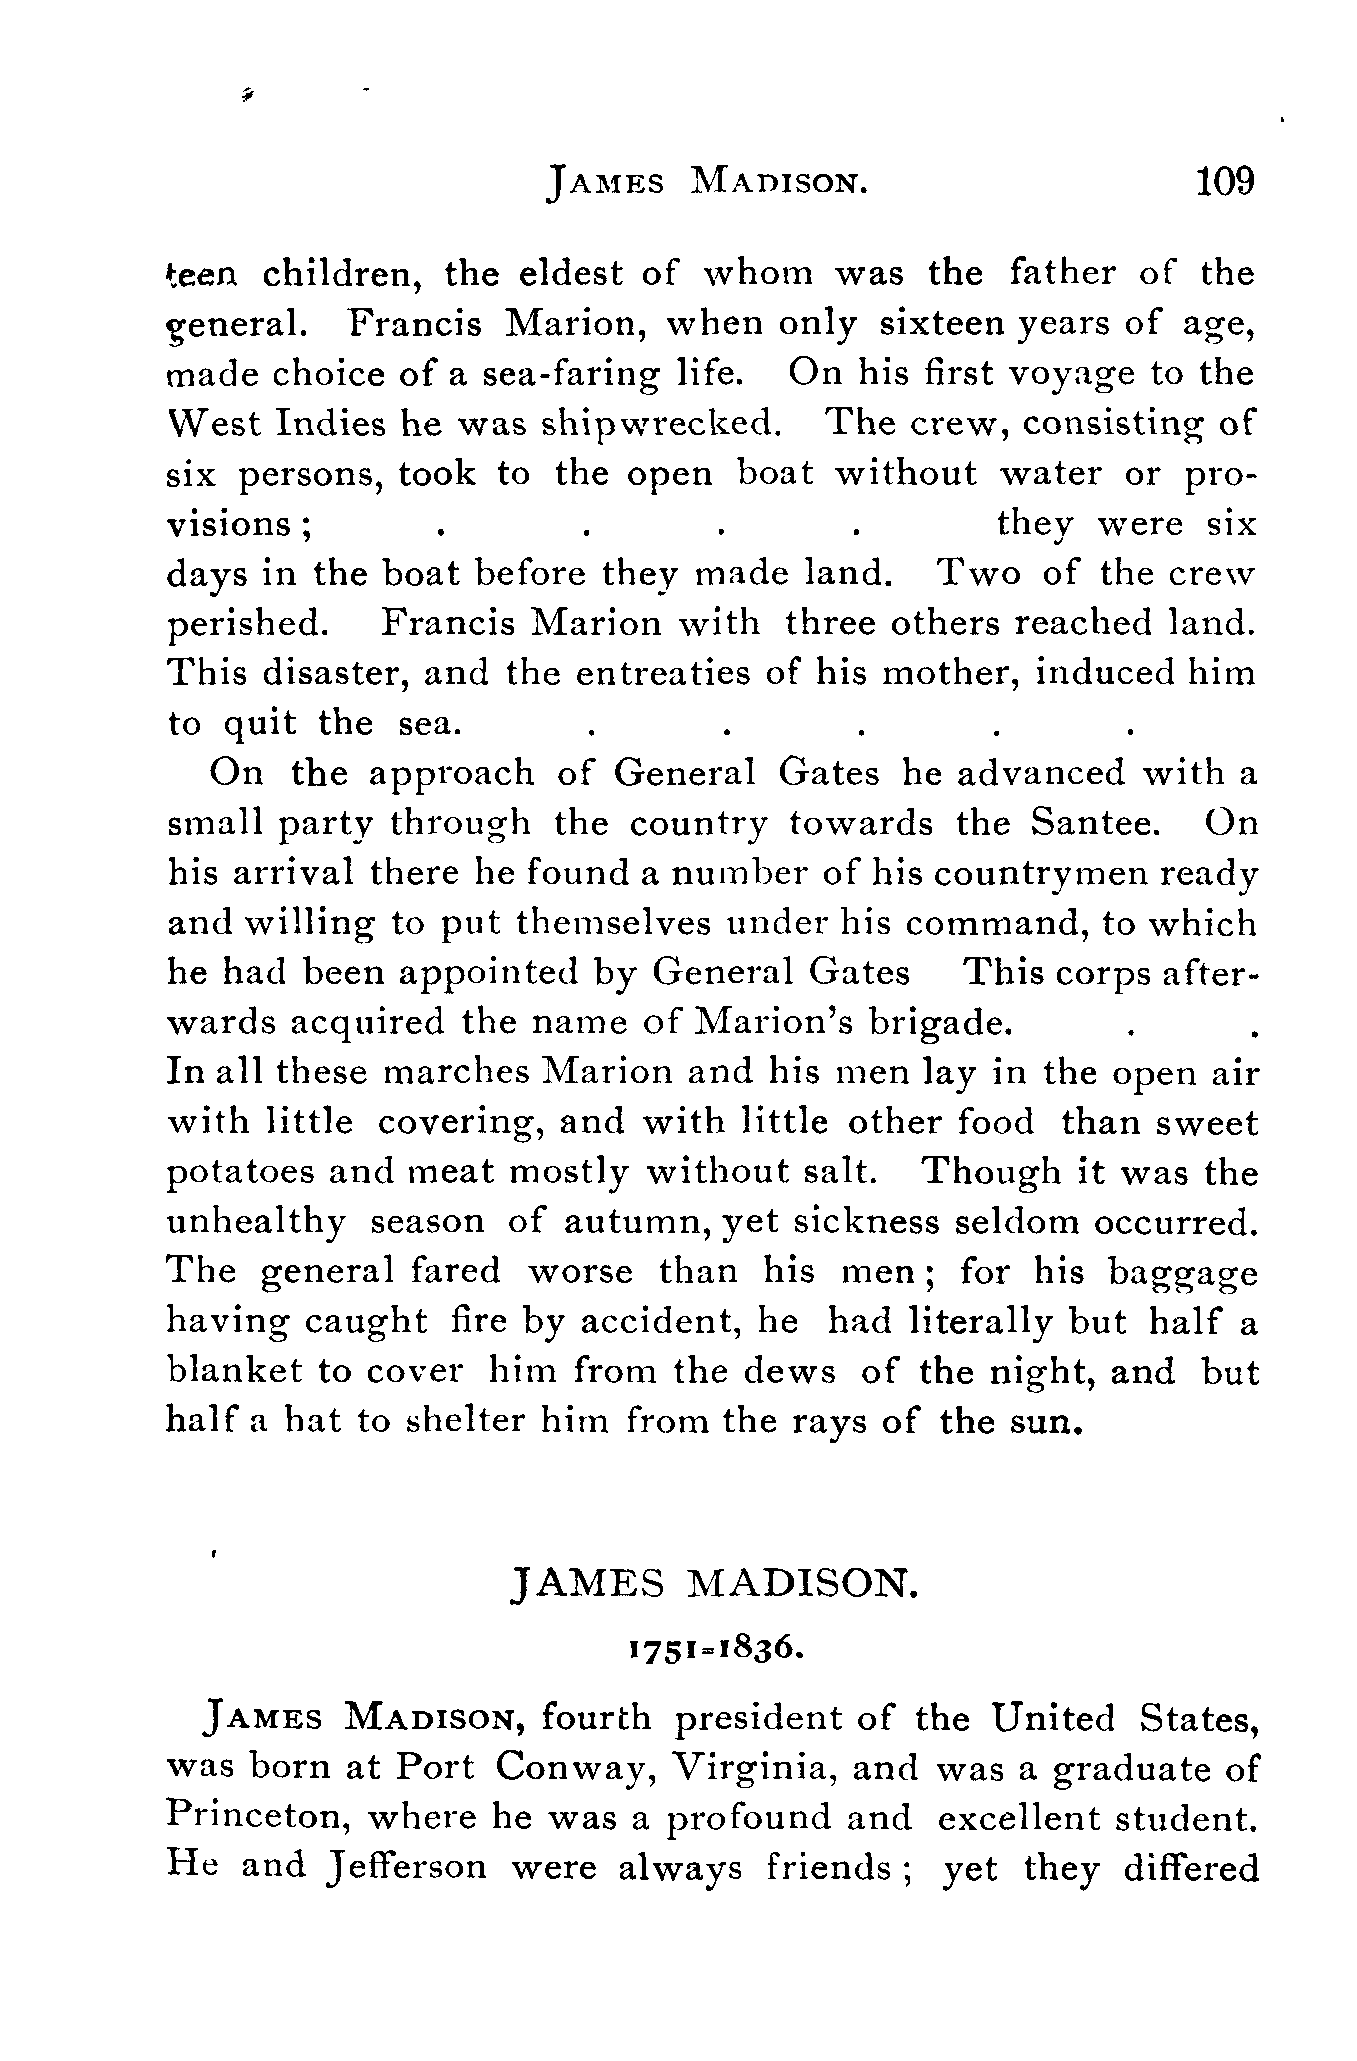 JAMES MADISON. 109
teen children, the eldest of whom was the father of the
general. Francis Marion, when only sixteen years of age,
made choice of a sea-faring life. On his first voyage to the
West Indies he was shipwrecked. The crew, consisting of
six persons, took to the open boat without water or pro-
visions ; . . . . they were six
days in the boat before they made land. Two of the crew
perished. Francis Marion with three others reached land.
This disaster, and the entreaties of his mother, induced him
to quit the sea. . . . . .
On the approach of General Gates he advanced with a
small party through the country towards the Santee. On
his arrival there he found a number of his countrymen ready
and willing to put themselves under his command, to which
he had been appointed by General Gates This corps after-
wards acquired the name of Marion's brigade. . .
In all these marches Marion and his men lay in the open air
with little covering, and with little other food than sweet
potatoes and meat mostly without salt. Though it was the
unhealthy season of autumn, yet sickness seldom occurred.
The general fared worse than his men ; for his baggage
having caught fire by accident, he had literally but half a
blanket to cover him from the dews of the night, and but
half a hat to shelter him from the rays of the sun.
JAMES MADISON.
1751-1836.
JAMES MADISON, fourth president of the United States,
was born at Port Conway, Virginia, and was a graduate of
Princeton, where he was a profound and excellent student.
He and Jefferson were always friends ; yet they differed